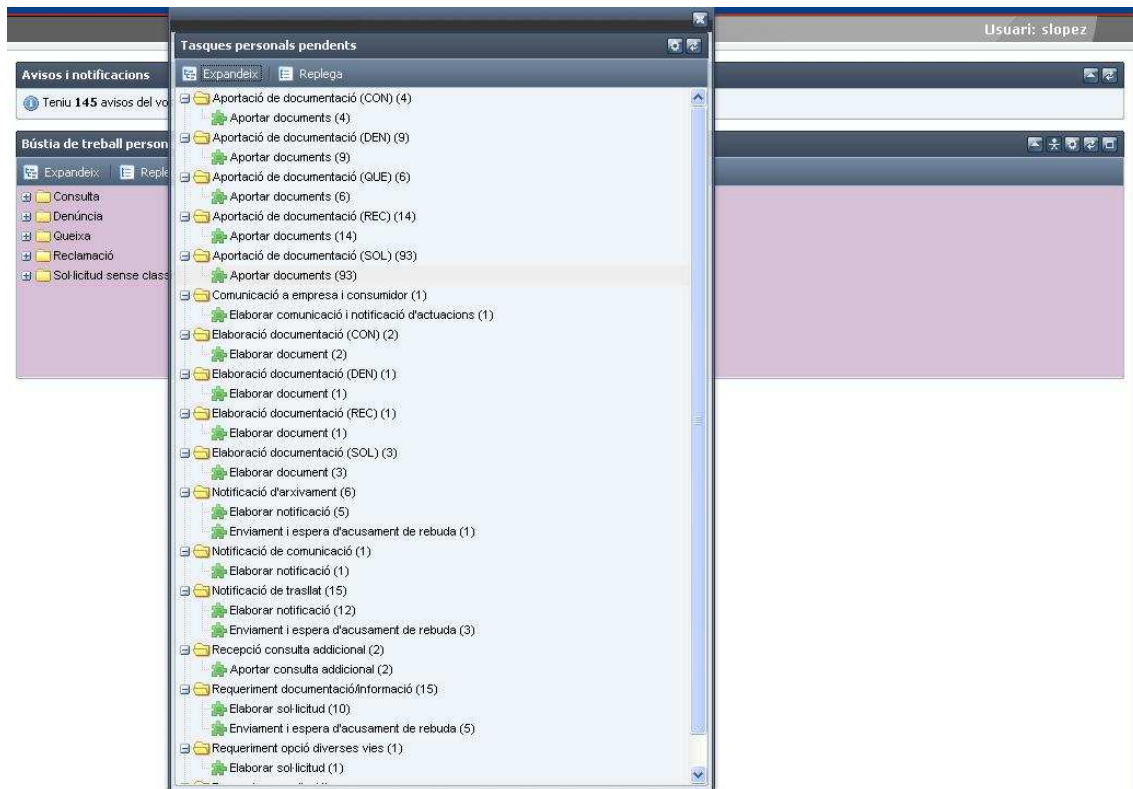 Usuari: slopez
Tasques personals pendents
Expandeix Replega
Aportació de documentació (CON) (4)
Aportar documents (4)
Aportació de documentació (DEN) (9)
Aportar documents (9)
Aportació de documentació (QUE) (6)
Aportar documents (6)
Aportació de documentació (REC) (14)
Aportar documents (14)
Aportació de documentació (SOL) (93)
Aportar documents (93)
Comunicació a empresa i consumidor (1)
Elaborar comunicació i notificació d'actuacions (1)
Elaboració documentació (CON) (2)
Elaborar document (2)
Elaboració documentació (DEN) (1)
Elaborar document (1)
Elaboració documentació (REC) (1)
Elaborar document (1)
Elaboració documentació (SOL) (3)
Elaborar document (3)
Notificació d'arxivament (6)
Elaborar notificació (5)
Enviament i espera d'acusament de rebuda (1)
Notificació de comunicació (1)
Elaborar notificació (1)
Notificació de trasllat (15)
Elaborar notificació (12)
Enviament i espera d'acusament de rebuda (3)
Recepció consulta addicional (2)
Aportar consulta addicional (2)
Requeriment documentació/informació (15)
Elaborar sol·licitud (10)
Enviament i espera d'acusament de rebuda (5)
Requeriment opció diverses vies (1)
Elaborar sol·licitud (1)
Avisos i notificacions
Teniu 145 avisos del vo
Bústia de treball person
Expandeix Reple
Consulta
Denúncia
Queixa
Reclamació
Sol·licitud sense class